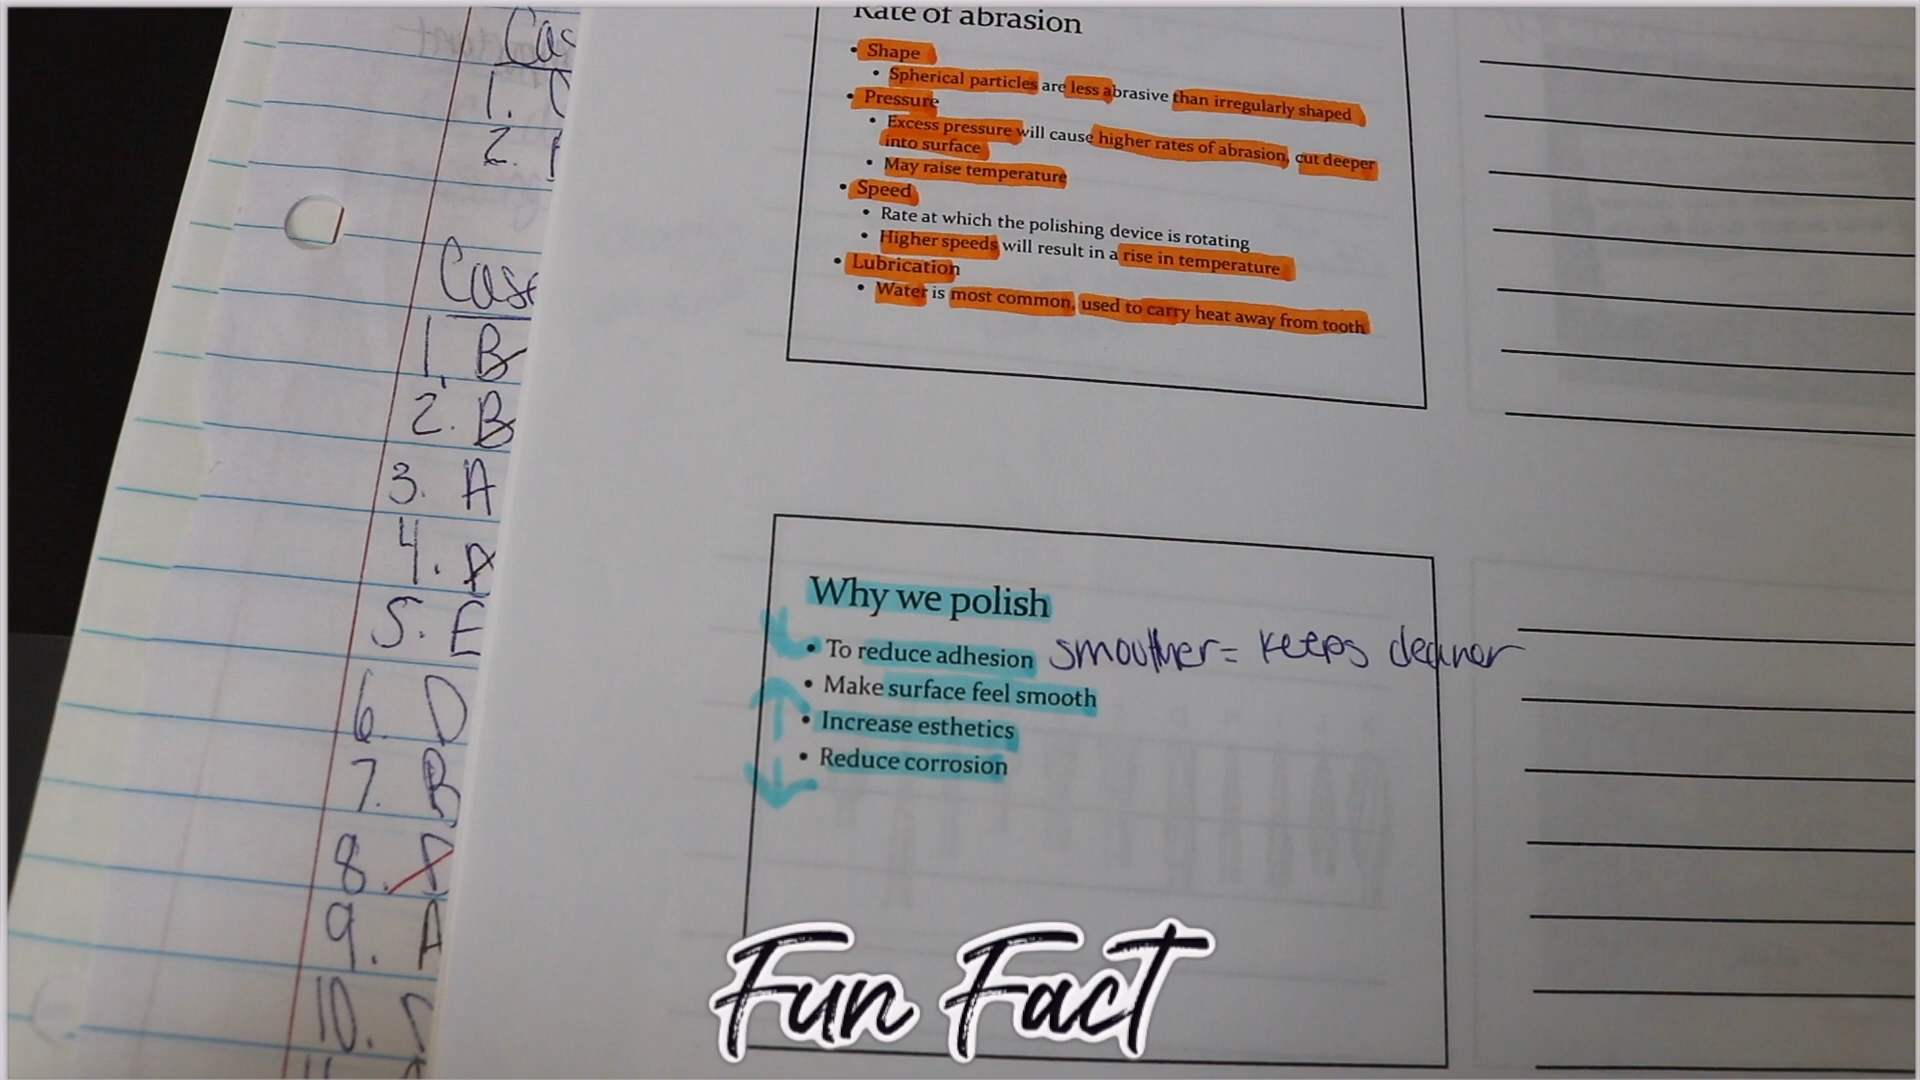 Cas
1.
2.
Case
1. B
2. B
3. A
4. A
5. E
6. D
7. B
8.
9. A
10.
11
Rate of abrasion
• Shape
• Spherical particles are less abrasive than irregularly shaped
• Pressure
• Excess pressure will cause higher rates of abrasion, cut deeper
into surface
• May raise temperature
• Speed
• Rate at which the polishing device is rotating
• Higher speeds will result in a rise in temperature
• Lubrication
• Water is most common, used to carry heat away from tooth
Why we polish
• To reduce adhesion smoother = keeps cleaner
• Make surface feel smooth
• Increase esthetics
• Reduce corrosion
Fun Fact